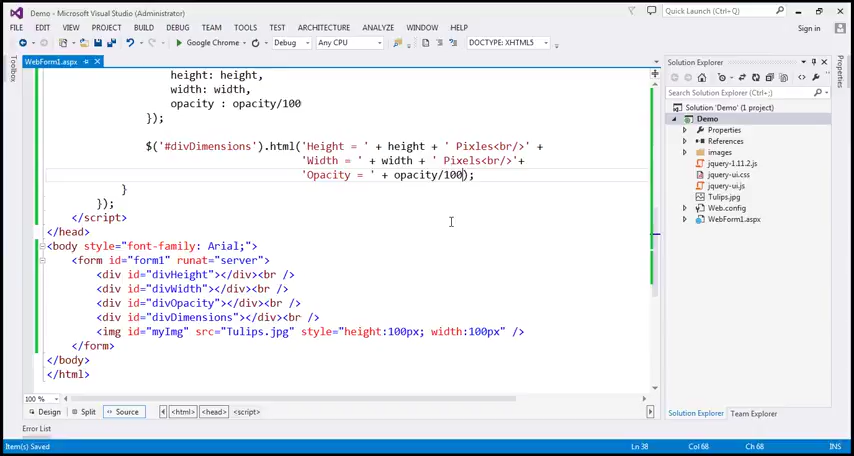 Demo - Microsoft Visual Studio (Administrator)
Quick Launch (Ctrl+;)
FILE EDIT VIEW PROJECT BUILD DEBUG TEAM TOOLS TEST ARCHITECTURE ANALYZE WINDOW HELP
Sign in
Google Chrome Debug Any CPU DOCTYPE: XHTML5
Toolbox
WebForm1.aspx
height: height,
width: width,
opacity : opacity/100
});
$('#divDimensions').html('Height = ' + height + ' Pixles<br/>' +
'Width = ' + width + ' Pixels<br/>'+
'Opacity = ' + opacity/100);
}
});
</script>
</head>
<body style="font-family: Arial;">
<form id="form1" runat="server">
<div id="divHeight"></div><br />
<div id="divWidth"></div><br />
<div id="divOpacity"></div><br />
<div id="divDimensions"></div><br />
<img id="myImg" src="Tulips.jpg" style="height:100px; width:100px" />
</form>
</body>
</html>
100 %
Design Split Source <html> <head> <script>
Error List
Solution Explorer
Search Solution Explorer (Ctrl+;)
Solution 'Demo' (1 project)
Demo
Properties
References
images
jquery-1.11.2.js
jquery-ui.css
jquery-ui.js
Tulips.jpg
Web.config
WebForm1.aspx
Solution Explorer Team Explorer
Properties
Item(s) Saved Ln 38 Col 68 Ch 68 INS